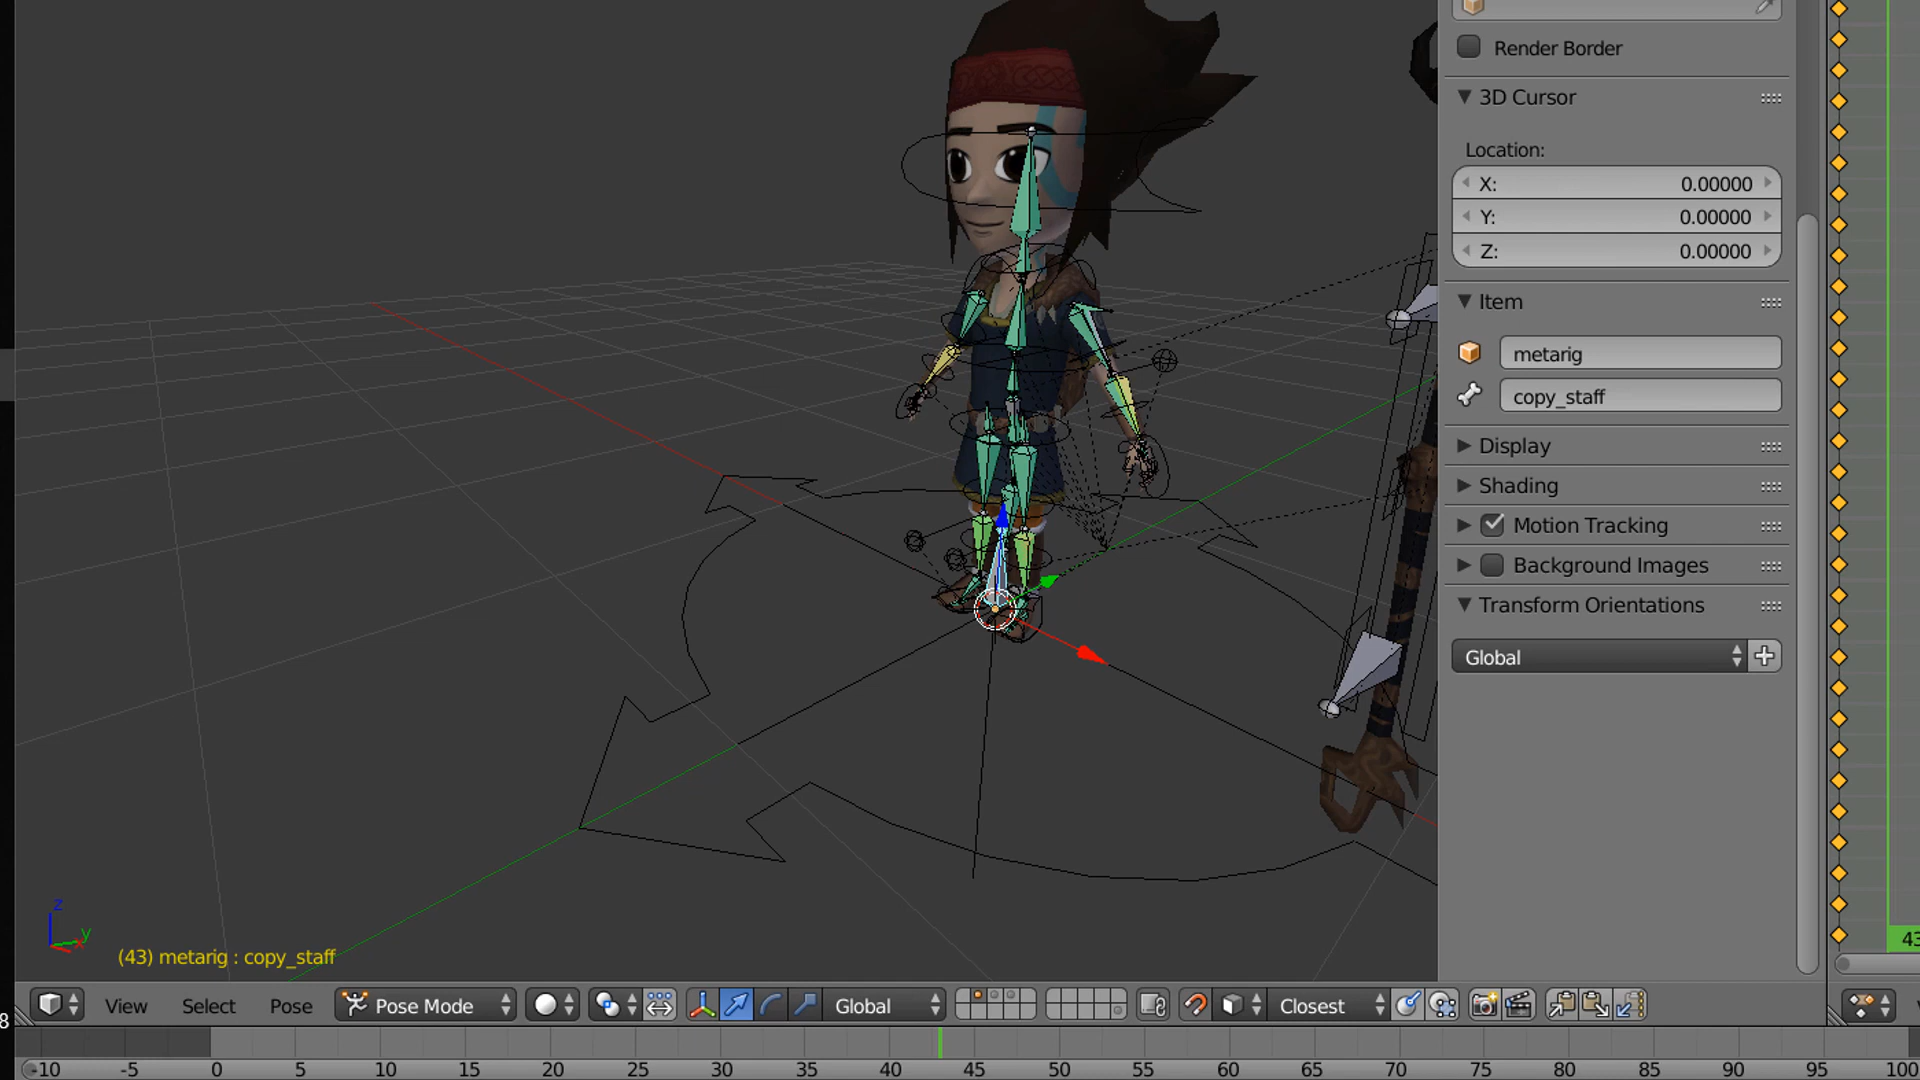 Render Border
3D Cursor
Location:
X: 0.00000
Y: 0.00000
Z: 0.00000
Item
metarig
copy_staff
Display
Shading
Motion Tracking
Background Images
Transform Orientations
Global
43
z
y
x
(43) metarig : copy_staff
8
View Select Pose Pose Mode Global Closest
-10 -5 0 5 10 15 20 25 30 35 40 45 50 55 60 65 70 75 80 85 90 95 100